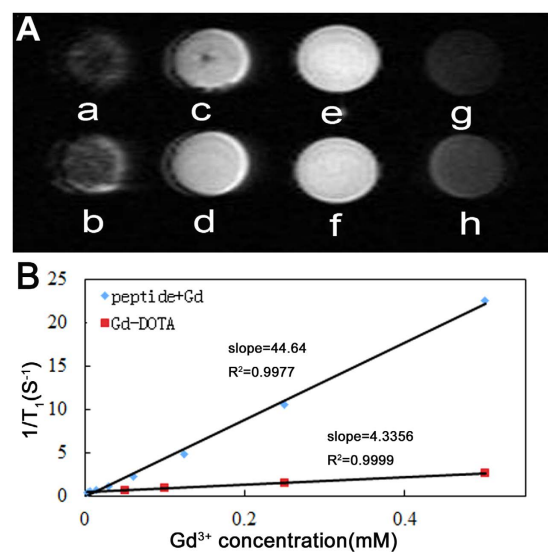 A
a c e g
b d f h
B
25
20
15
10
5
0
1/T₁(S⁻¹)
peptide+Gd
Gd-DOTA
slope=44.64
R²=0.9977
slope=4.3356
R²=0.9999
0 0.2 0.4
Gd³⁺ concentration(mM)